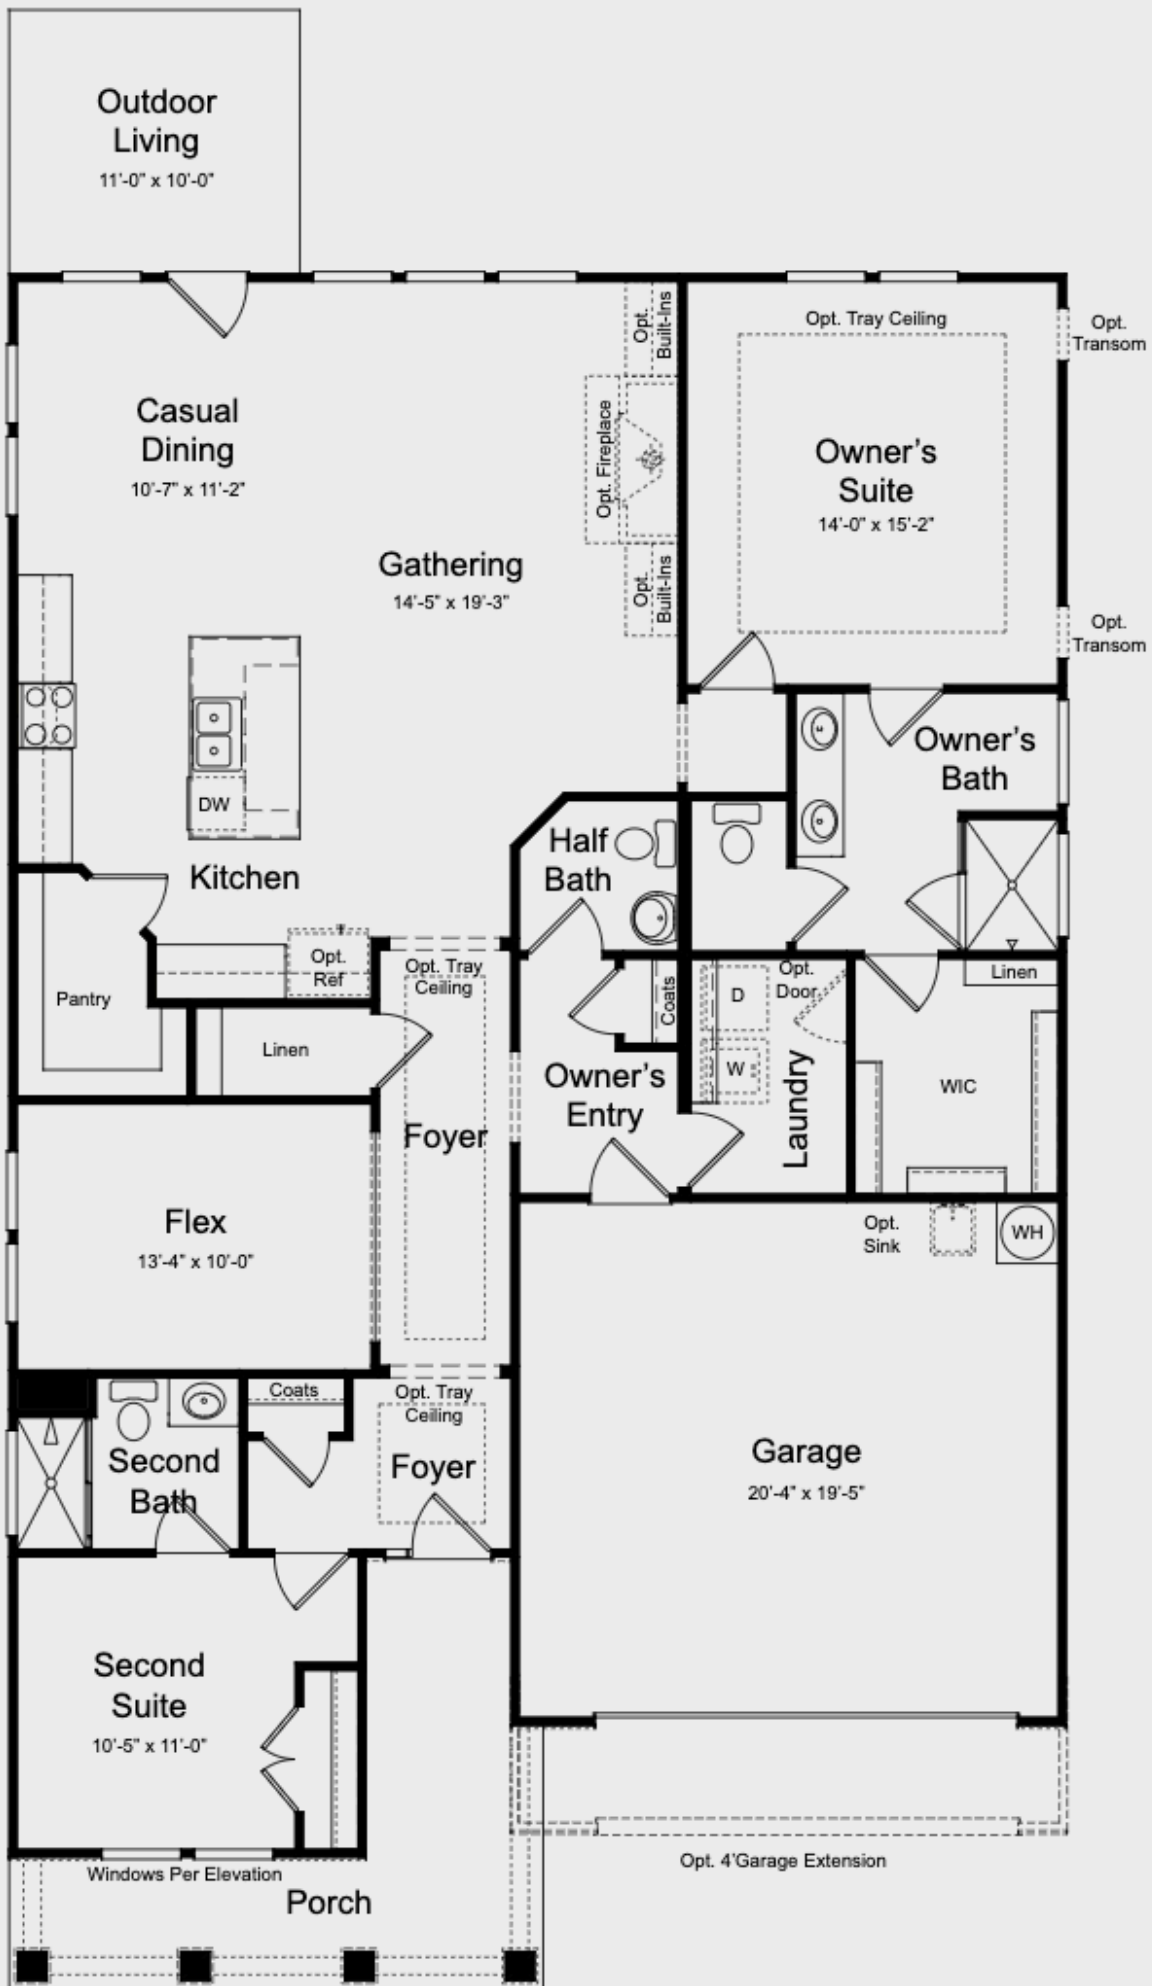 Outdoor
Living
11'-0" x 10'-0"
Opt.
Built-Ins
Opt. Tray Ceiling
Opt.
Transom
Casual
Dining
10'-7" x 11'-2"
Opt. Fireplace
Owner's
Suite
14'-0" x 15'-2"
Gathering
14'-5" x 19'-3"
Opt.
Built-Ins
Opt.
Transom
DW
Kitchen
Half
Bath
Owner's
Bath
Opt.
Ref
Pantry
Linen
Opt. Tray
Ceiling
Coats
D
W
Opt.
Door
Laundry
Linen
WIC
Owner's
Entry
Foyer
Flex
13'-4" x 10'-0"
Opt.
Sink
WH
Coats
Opt. Tray
Ceiling
Second
Bath
Foyer
Garage
20'-4" x 19'-5"
Second
Suite
10'-5" x 11'-0"
Opt. 4'Garage Extension
Windows Per Elevation
Porch